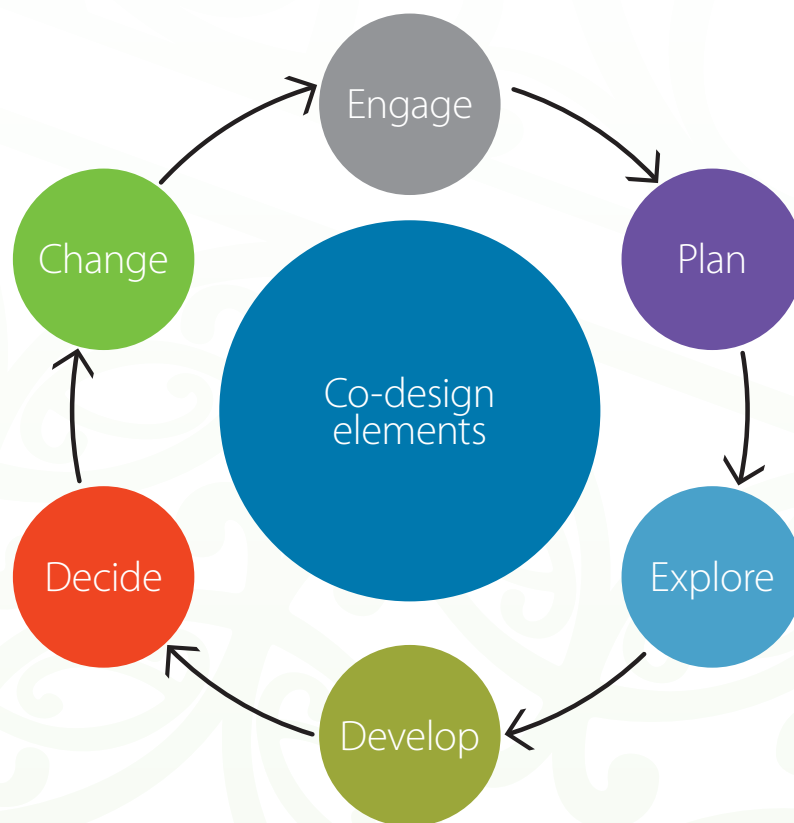 Engage
Plan
Explore
Develop
Decide
Change
Co-design
elements